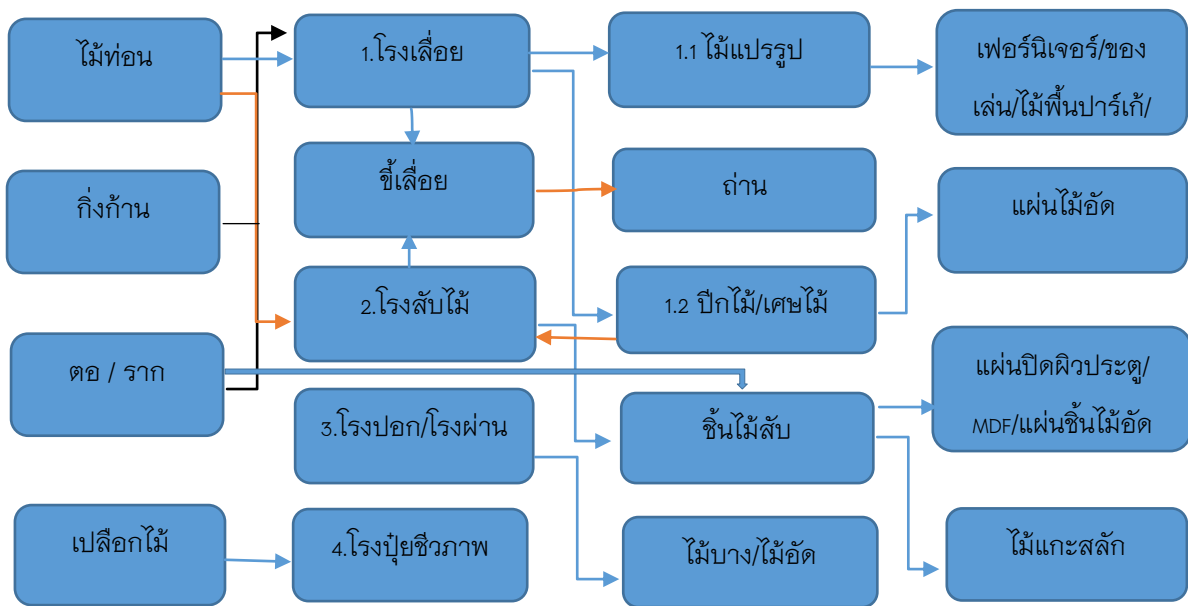 ไม้ท่อน
1.โรงเลื่อย
1.1 ไม้แปรรูป
เฟอร์นิเจอร์/ของ
เล่น/ไม้พื้นปาร์เก้/
กิ่งก้าน
ขี้เลื่อย
ถ่าน
แผ่นไม้อัด
2.โรงสับไม้
1.2 ปีกไม้/เศษไม้
ตอ / ราก
3.โรงปอก/โรงผ่าน
ชิ้นไม้สับ
แผ่นปิดผิวประตู/
MDF/แผ่นชิ้นไม้อัด
เปลือกไม้
4.โรงปุ๋ยชีวภาพ
ไม้บาง/ไม้อัด
ไม้แกะสลัก